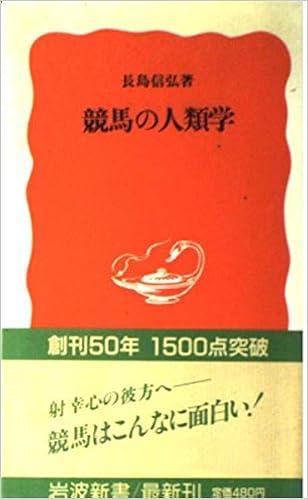 長島信弘著
競馬の人類学
創刊50年 1500点突破
射幸心の彼方へ——
競馬はこんなに面白い!
岩波新書/最新刊 定価480円